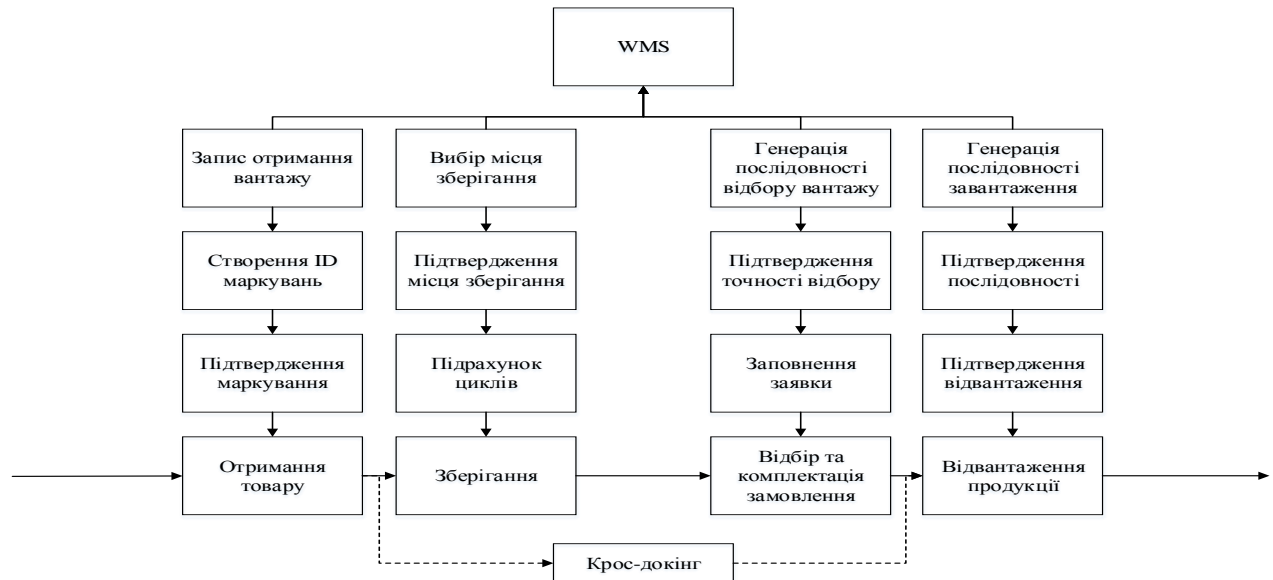 WMS
Запис отримання
вантажу
Вибір місця
зберігання
Генерація
послідовності
відбору вантажу
Генерація
послідовності
завантаження
Створення ID
маркувань
Підтвердження
місця зберігання
Підтвердження
точності відбору
Підтвердження
послідовності
Підтвердження
маркування
Підрахунок
циклів
Заповнення
заявки
Підтвердження
відвантаження
Отримання
товару
Зберігання
Відбір та
комплектація
замовлення
Відвантаження
продукції
Крос-докінг